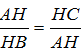 AH/HB = HC/AH